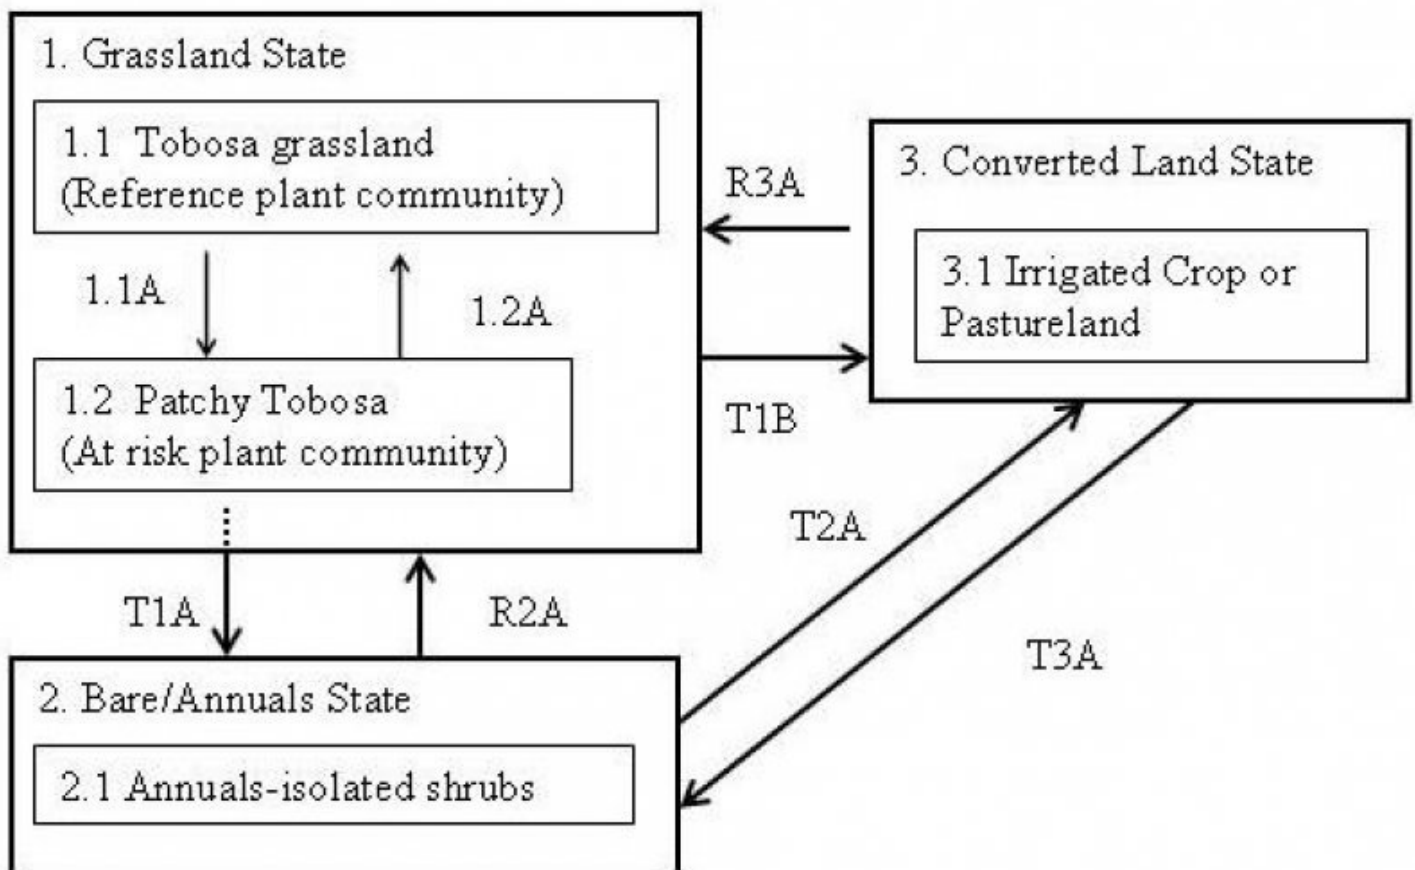 1. Grassland State
1.1 Tobosa grassland
(Reference plant community)
1.1A
1.2A
1.2 Patchy Tobosa
(At risk plant community)
R3A
T1B
3. Converted Land State
3.1 Irrigated Crop or
Pastureland
T1A
R2A
T2A
T3A
2. Bare/Annuals State
2.1 Annuals-isolated shrubs